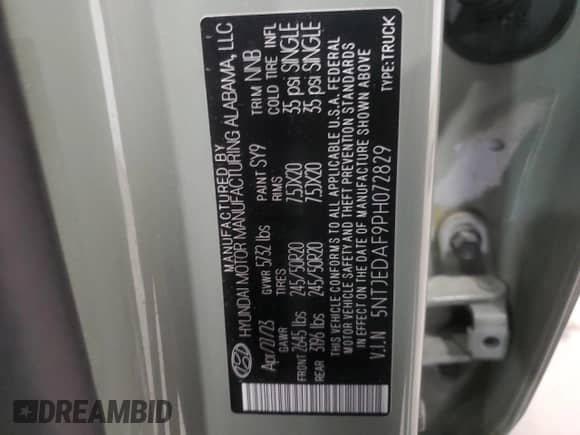 MANUFACTURED BY
HYUNDAI MOTOR MANUFACTURING ALABAMA, LLC
Apr/27/23 GVWR 5732 lbs PAINT SY9 TRIM NNB
GAWR TIRES RIMS COLD TIRE INFL
FRONT 2645 lbs 245/50R20 7.5JX20 35 psi SINGLE
REAR 3196 lbs 245/50R20 7.5JX20 35 psi SINGLE
THIS VEHICLE CONFORMS TO ALL APPLICABLE U.S.A. FEDERAL
MOTOR VEHICLE SAFETY AND THEFT PREVENTION STANDARDS
IN EFFECT ON THE DATE OF MANUFACTURE SHOWN ABOVE.
V.I.N 5NTJEDAF9PH072829 TYPE:TRUCK
DREAMBID